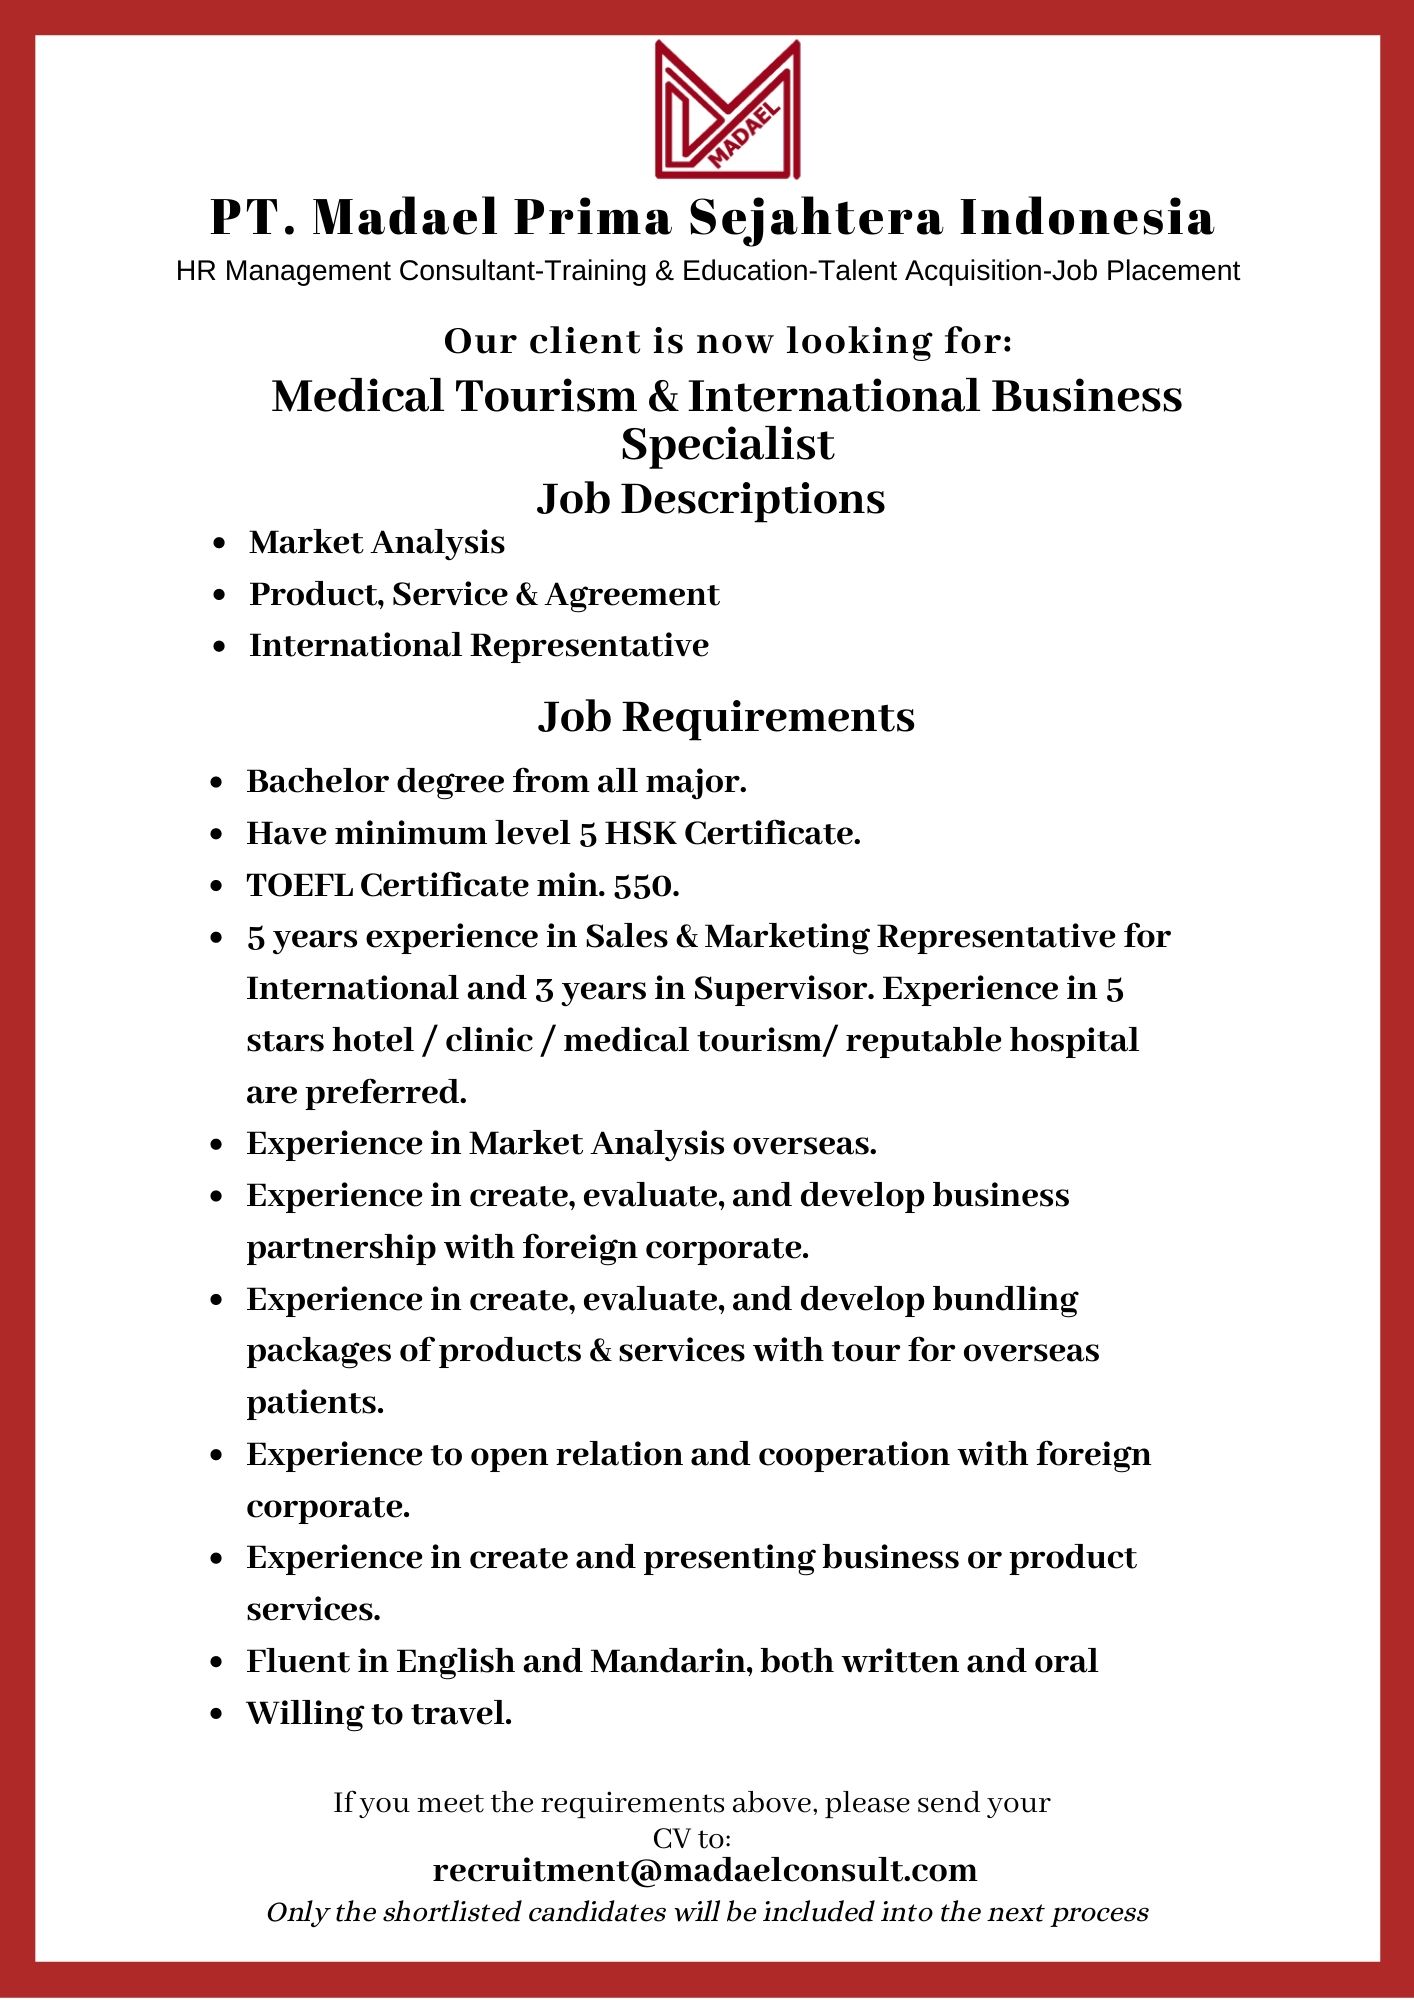 MADAEL
PT. Madael Prima Sejahtera Indonesia
HR Management Consultant-Training & Education-Talent Acquisition-Job Placement
Our client is now looking for:
Medical Tourism & International Business
Specialist
Job Descriptions
• Market Analysis
• Product, Service & Agreement
• International Representative
Job Requirements
• Bachelor degree from all major.
• Have minimum level 5 HSK Certificate.
• TOEFL Certificate min. 550.
• 5 years experience in Sales & Marketing Representative for
International and 3 years in Supervisor. Experience in 5
stars hotel / clinic / medical tourism/ reputable hospital
are preferred.
• Experience in Market Analysis overseas.
• Experience in create, evaluate, and develop business
partnership with foreign corporate.
• Experience in create, evaluate, and develop bundling
packages of products & services with tour for overseas
patients.
• Experience to open relation and cooperation with foreign
corporate.
• Experience in create and presenting business or product
services.
• Fluent in English and Mandarin, both written and oral
• Willing to travel.
If you meet the requirements above, please send your
CV to:
recruitment@madaelconsult.com
Only the shortlisted candidates will be included into the next process